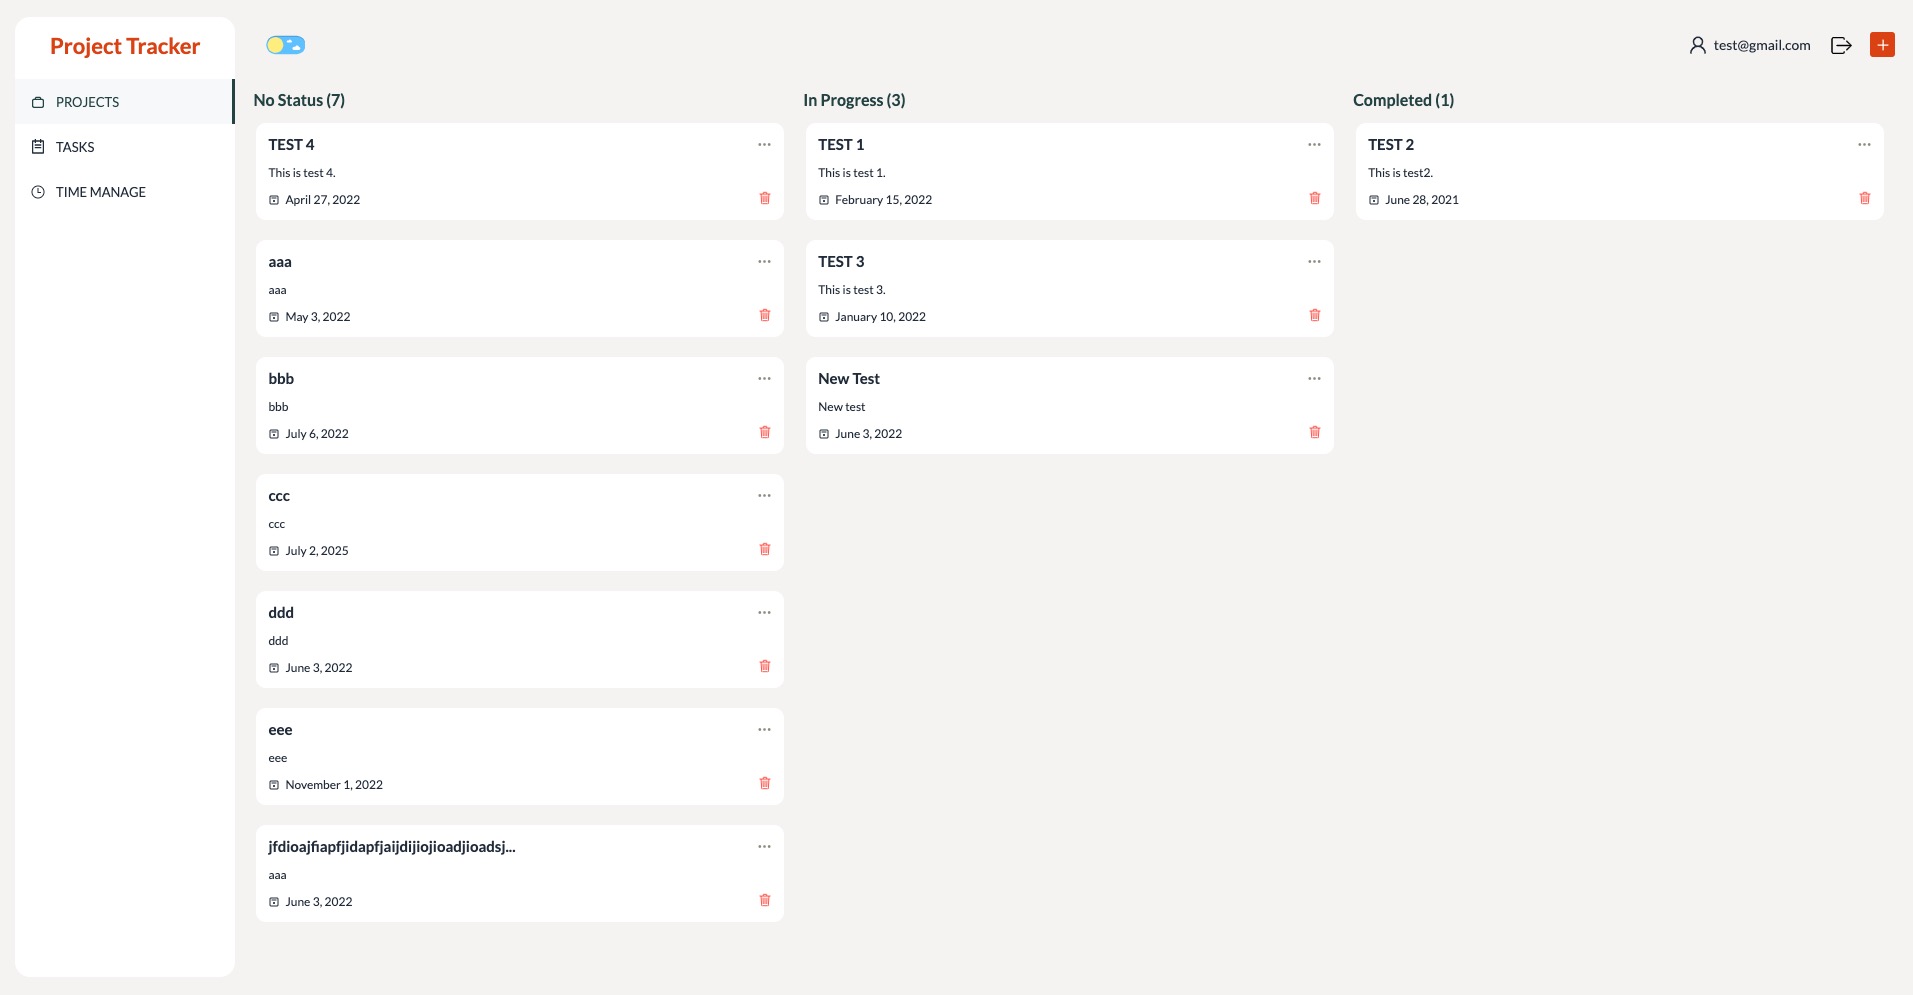 Project Tracker
test@gmail.com
PROJECTS
TASKS
TIME MANAGE
No Status (7)
TEST 4
This is test 4.
April 27, 2022
aaa
aaa
May 3, 2022
bbb
bbb
July 6, 2022
ccc
ccc
July 2, 2025
ddd
ddd
June 3, 2022
eee
eee
November 1, 2022
jfdioajfiapfjidapfjaijdijiojioadjioadsj...
aaa
June 3, 2022
In Progress (3)
TEST 1
This is test 1.
February 15, 2022
TEST 3
This is test 3.
January 10, 2022
New Test
New test
June 3, 2022
Completed (1)
TEST 2
This is test2.
June 28, 2021